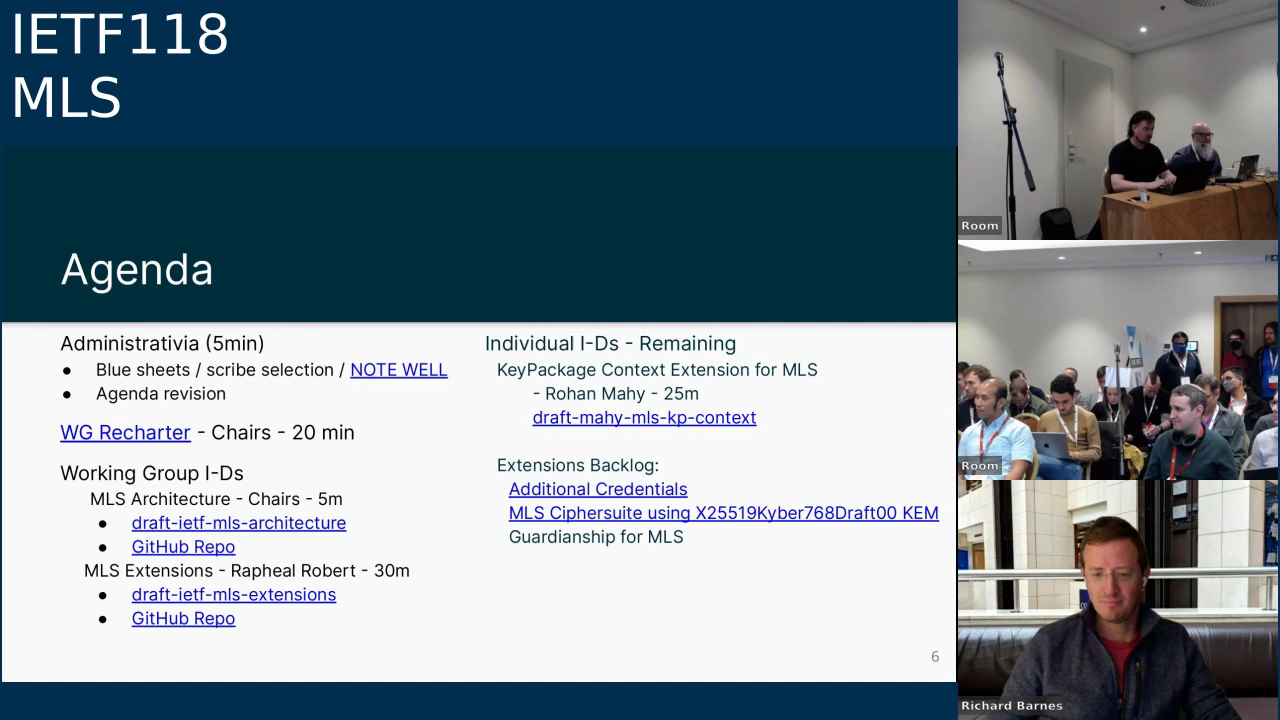 IETF118
MLS
Agenda
Administrativia (5min)
● Blue sheets / scribe selection / NOTE WELL
● Agenda revision
WG Recharter - Chairs - 20 min
Working Group I-Ds
MLS Architecture - Chairs - 5m
● draft-ietf-mls-architecture
● GitHub Repo
MLS Extensions - Rapheal Robert - 30m
● draft-ietf-mls-extensions
● GitHub Repo
Individual I-Ds - Remaining
KeyPackage Context Extension for MLS
- Rohan Mahy - 25m
draft-mahy-mls-kp-context
Extensions Backlog:
Additional Credentials
MLS Ciphersuite using X25519Kyber768Draft00 KEM
Guardianship for MLS
6
Room
Room
Richard Barnes